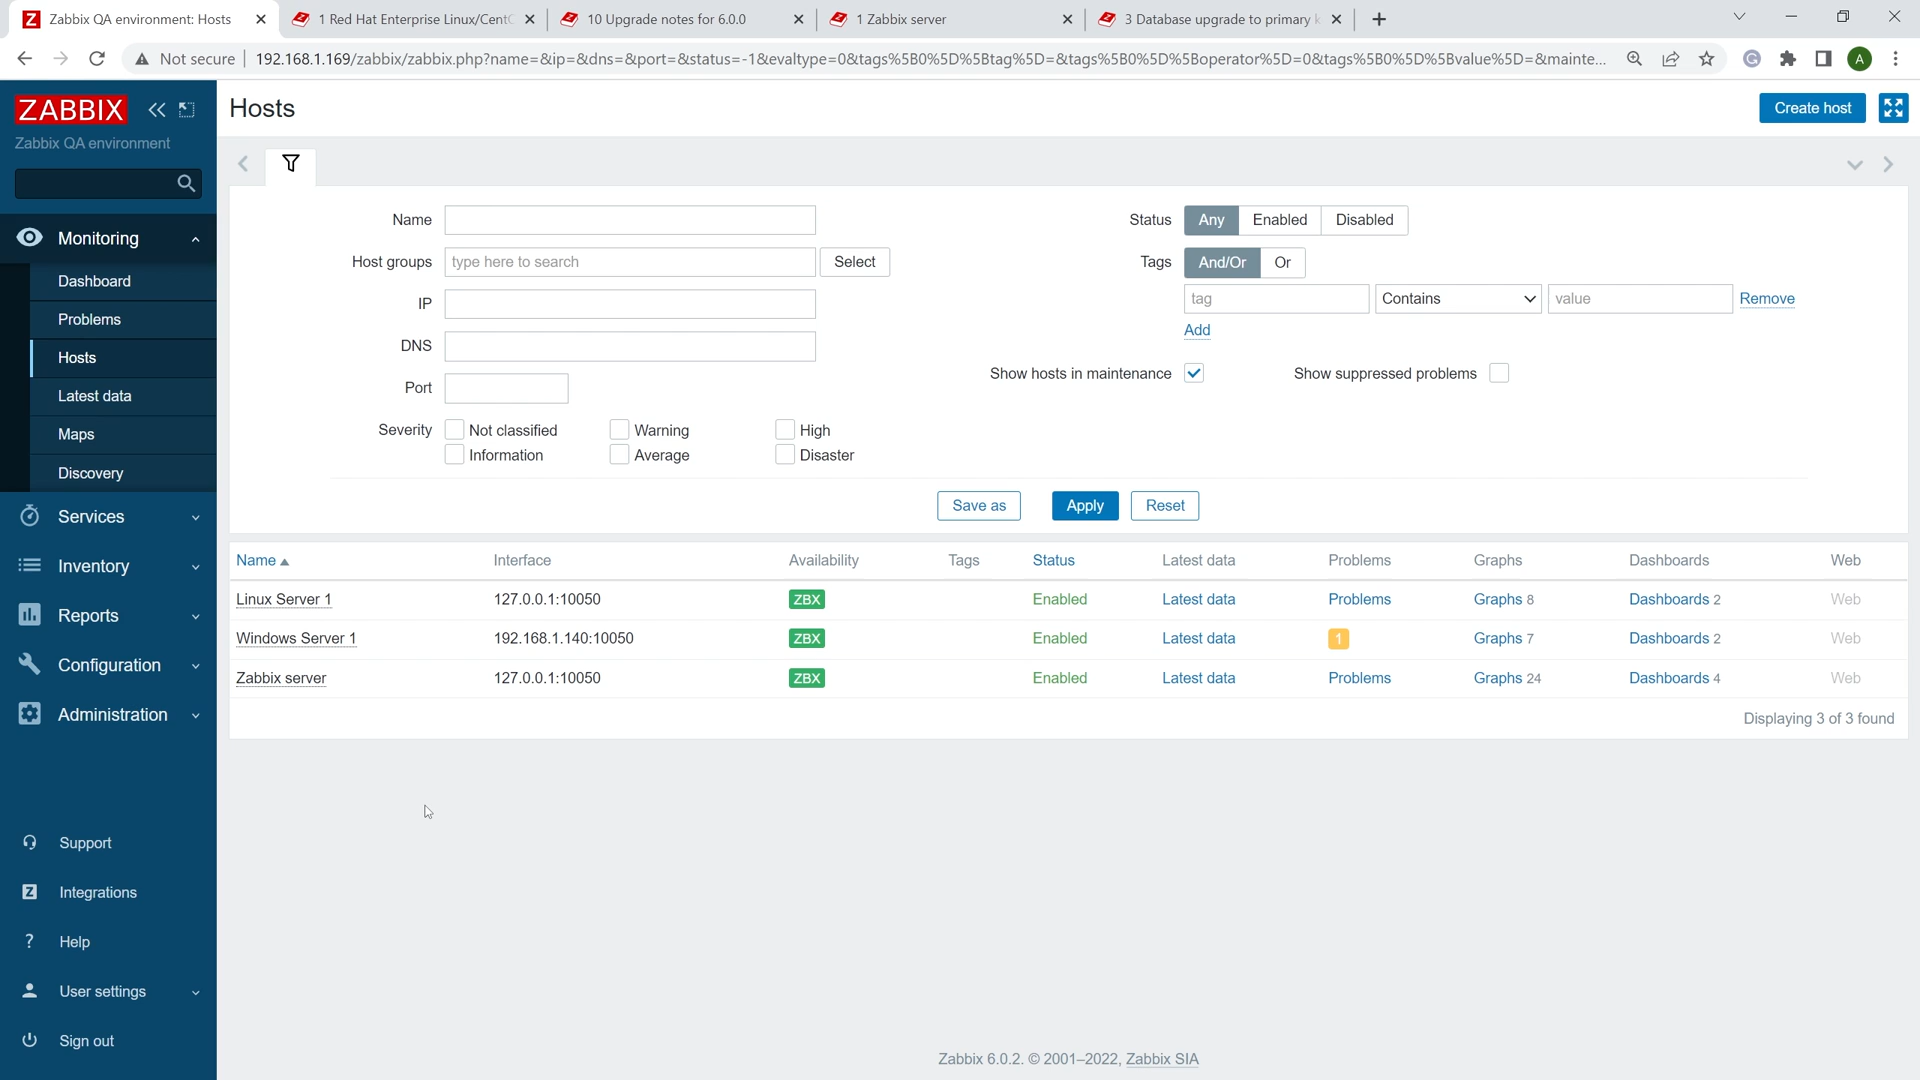 Zabbix QA environment: Hosts
1 Red Hat Enterprise Linux/Cent
10 Upgrade notes for 6.0.0
1 Zabbix server
3 Database upgrade to primary k
Not secure
192.168.1.169/zabbix/zabbix.php?name=&ip=&dns=&port=&status=-1&evaltype=0&tags%5B0%5D%5Btag%5D=&tags%5B0%5D%5Boperator%5D=0&tags%5B0%5D%5Bvalue%5D=&mainte...
A
ZABBIX
Zabbix QA environment
Monitoring
Dashboard
Problems
Hosts
Latest data
Maps
Discovery
Services
Inventory
Reports
Configuration
Administration
Support
Integrations
Help
User settings
Sign out
Hosts
Create host
Name
Host groups type here to search Select
IP
DNS
Port
Severity Not classified Warning High
Information Average Disaster
Status Any Enabled Disabled
Tags And/Or Or
tag Contains value Remove
Add
Show hosts in maintenance Show suppressed problems
Save as Apply Reset
Name Interface Availability Tags Status Latest data Problems Graphs Dashboards Web
Linux Server 1 127.0.0.1:10050 ZBX Enabled Latest data Problems Graphs 8 Dashboards 2 Web
Windows Server 1 192.168.1.140:10050 ZBX Enabled Latest data 1 Graphs 7 Dashboards 2 Web
Zabbix server 127.0.0.1:10050 ZBX Enabled Latest data Problems Graphs 24 Dashboards 4 Web
Displaying 3 of 3 found
Zabbix 6.0.2. © 2001–2022, Zabbix SIA